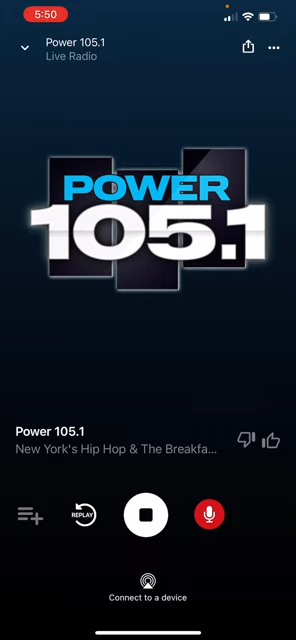 5:50
Power 105.1
Live Radio
POWER
105.1
Power 105.1
New York's Hip Hop & The Breakfa...
REPLAY
Connect to a device